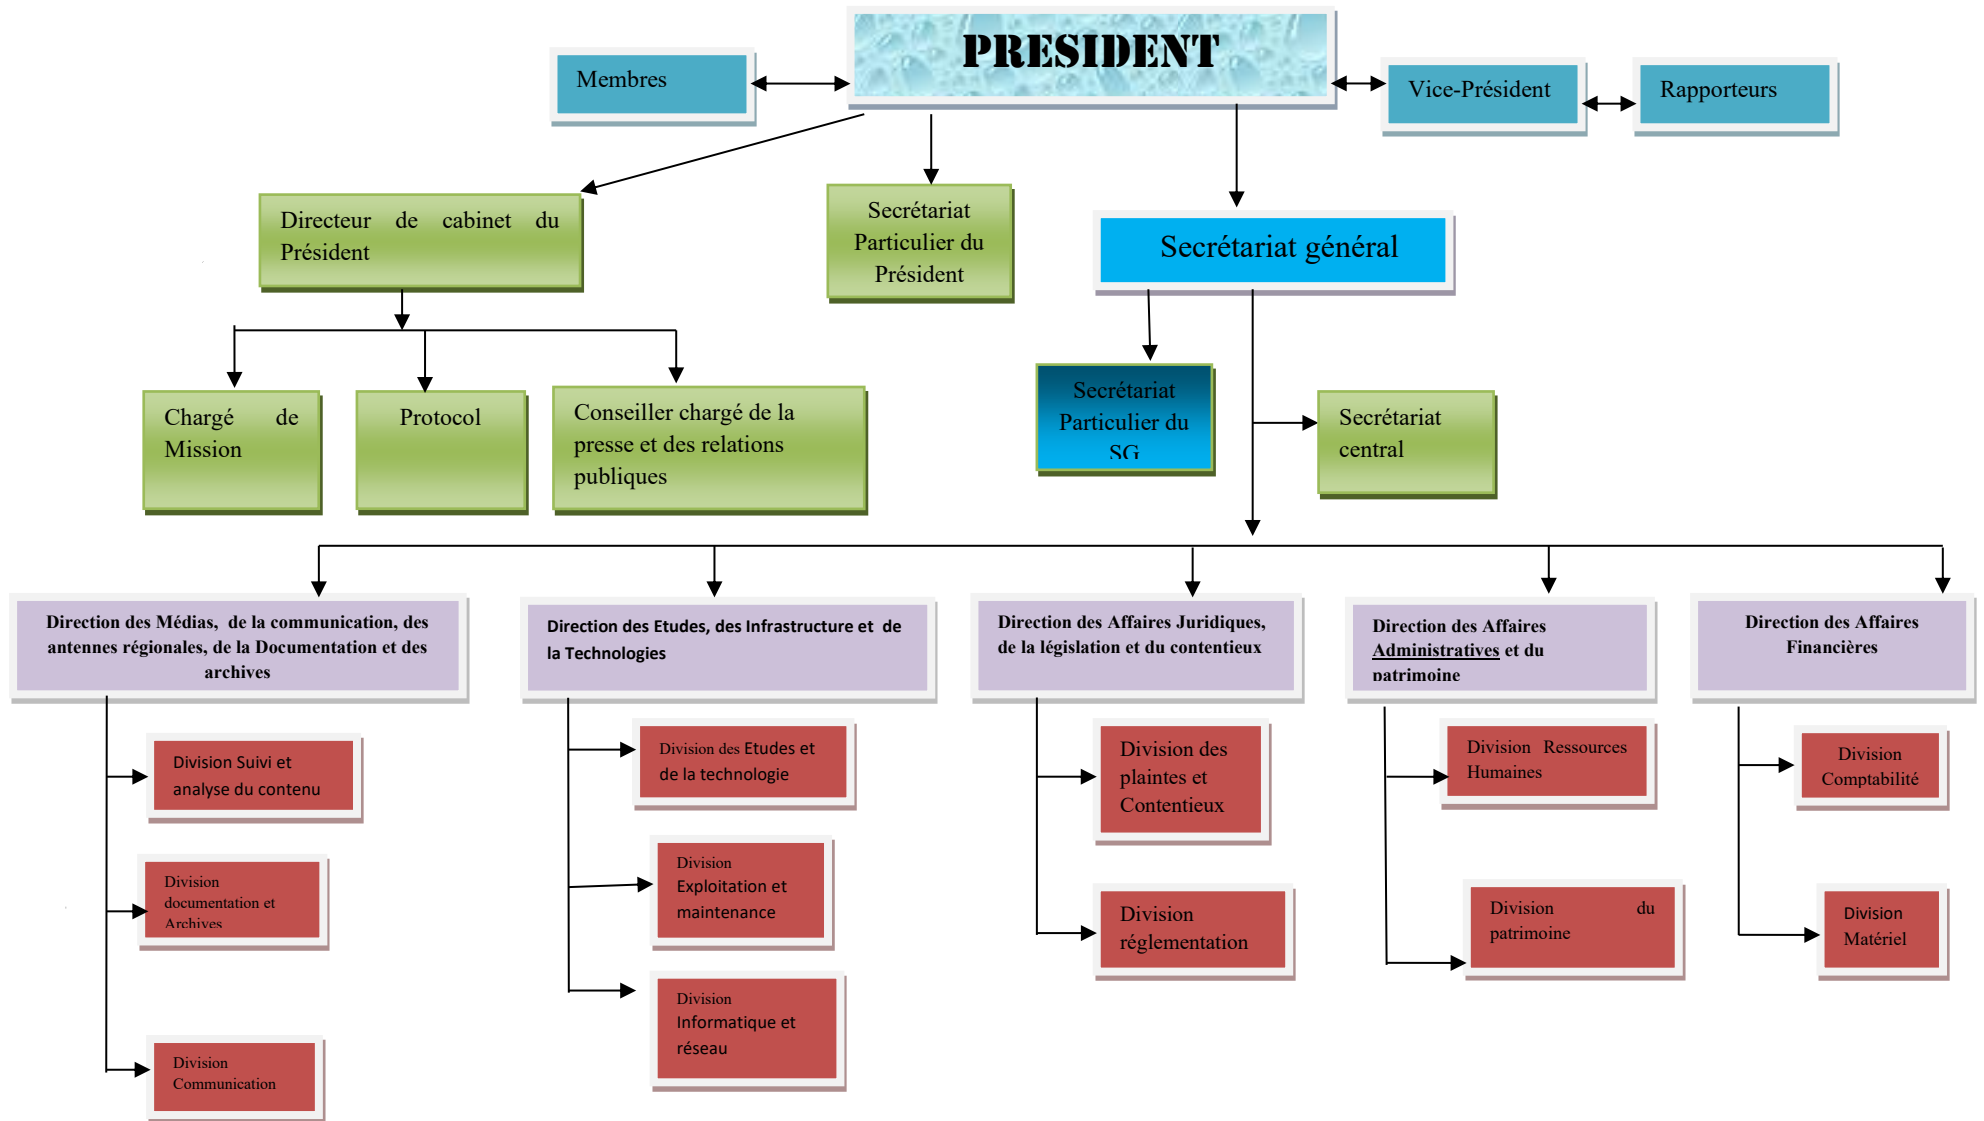 PRESIDENT
Membres
Vice-Président
Rapporteurs
Directeur de cabinet du
Président
Secrétariat
Particulier du
Président
Secrétariat général
Chargé de
Mission
Protocol
Conseiller chargé de la
presse et des relations
publiques
Secrétariat
Particulier du
SG
Secrétariat
central
Direction des Médias, de la communication, des
antennes régionales, de la Documentation et des
archives
Direction des Etudes, des Infrastructure et de
la Technologies
Direction des Affaires Juridiques,
de la législation et du contentieux
Direction des Affaires
Administratives et du
patrimoine
Direction des Affaires
Financières
Division Suivi et
analyse du contenu
Division
documentation et
Archives
Division
Communication
Division des Etudes et
de la technologie
Division
Exploitation et
maintenance
Division
Informatique et
réseau
Division des
plaintes et
Contentieux
Division
réglementation
Division Ressources
Humaines
Division du
patrimoine
Division
Comptabilité
Division
Matériel